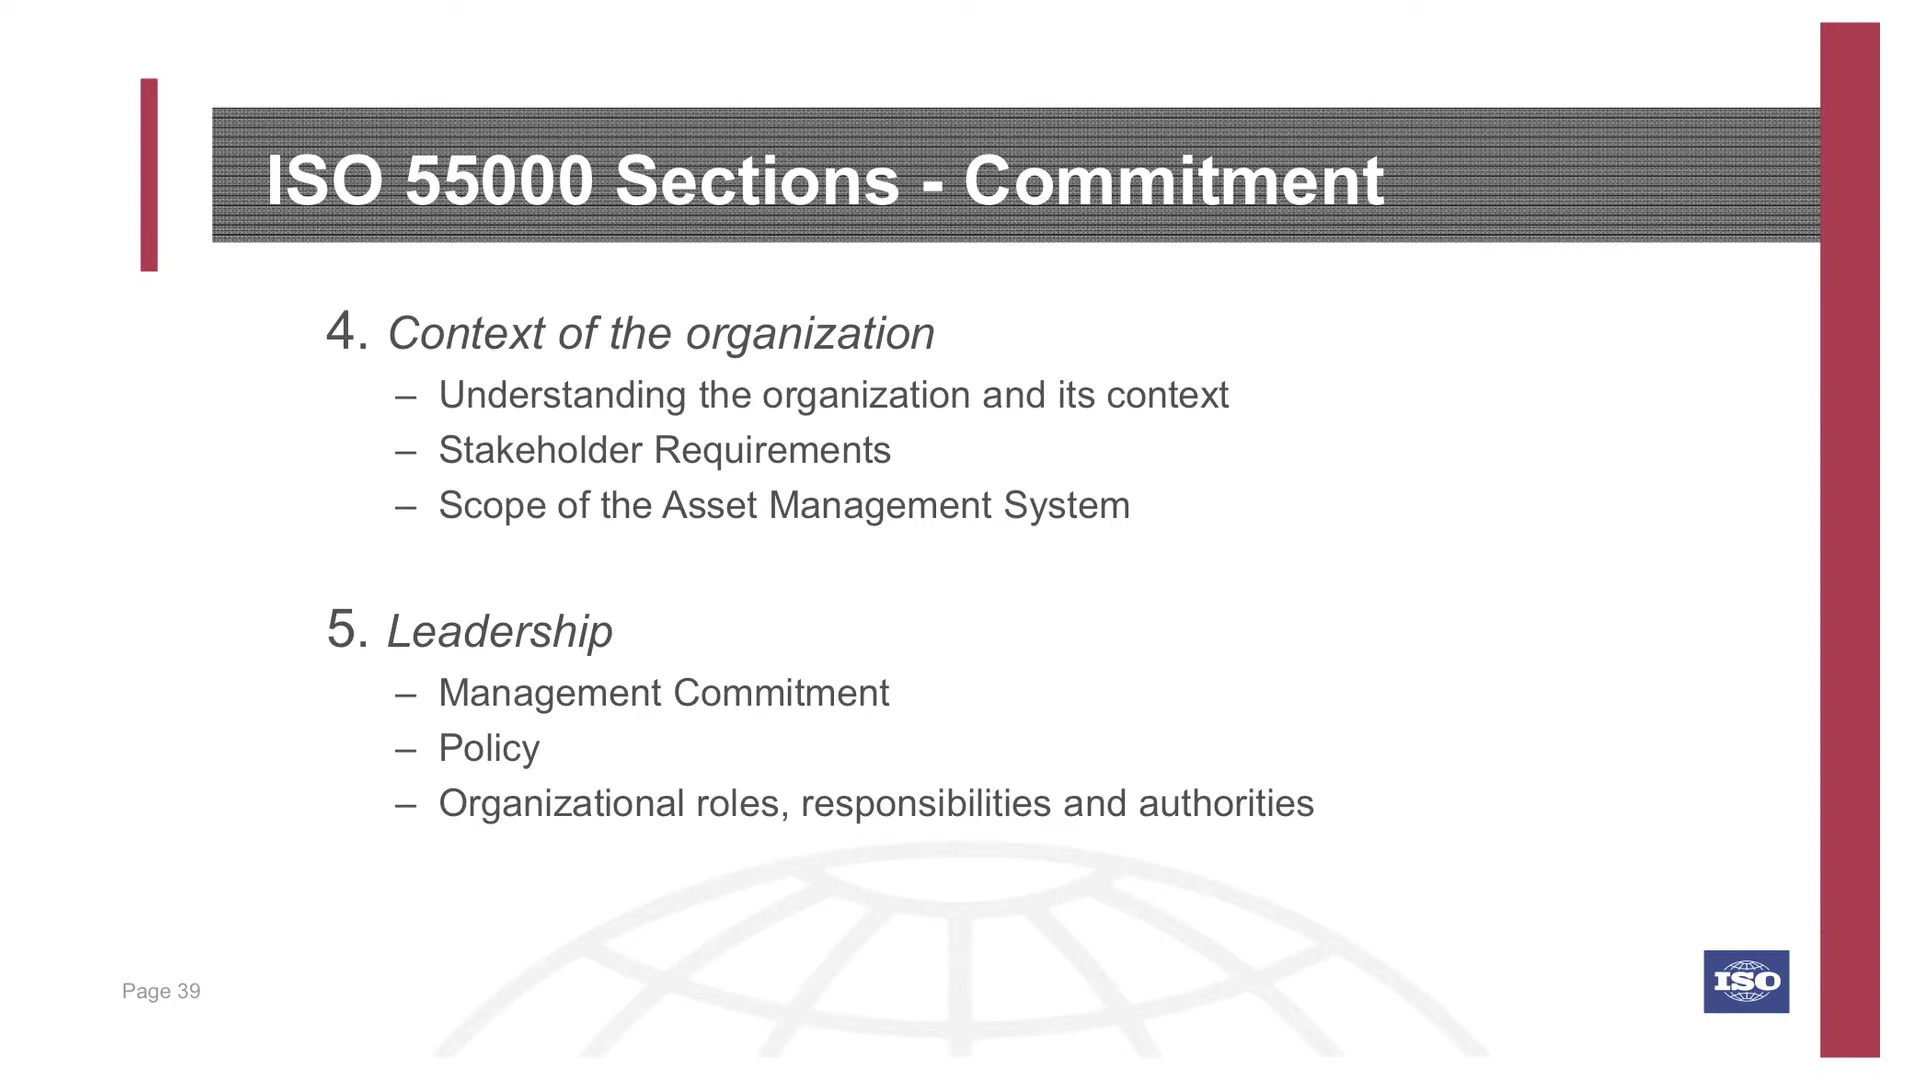 ISO 55000 Sections - Commitment
4. Context of the organization
– Understanding the organization and its context
– Stakeholder Requirements
– Scope of the Asset Management System
5. Leadership
– Management Commitment
– Policy
– Organizational roles, responsibilities and authorities
Page 39
ISO